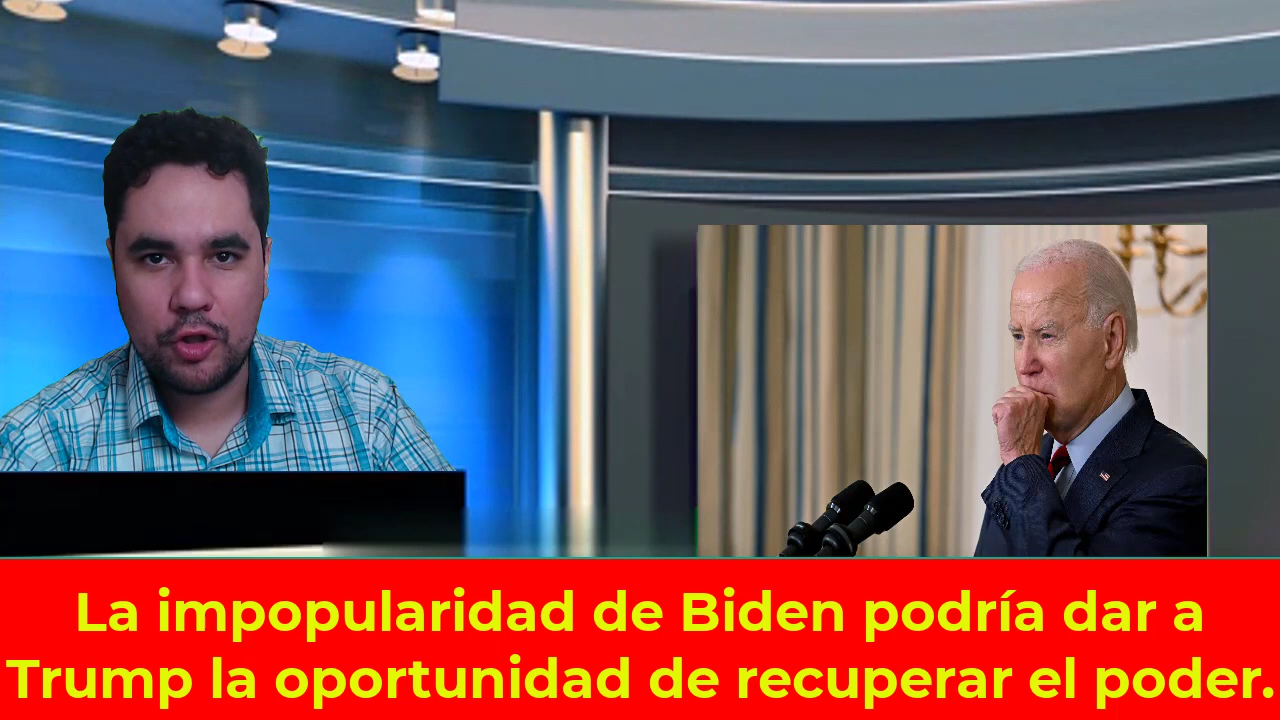 La impopularidad de Biden podría dar a
Trump la oportunidad de recuperar el poder.